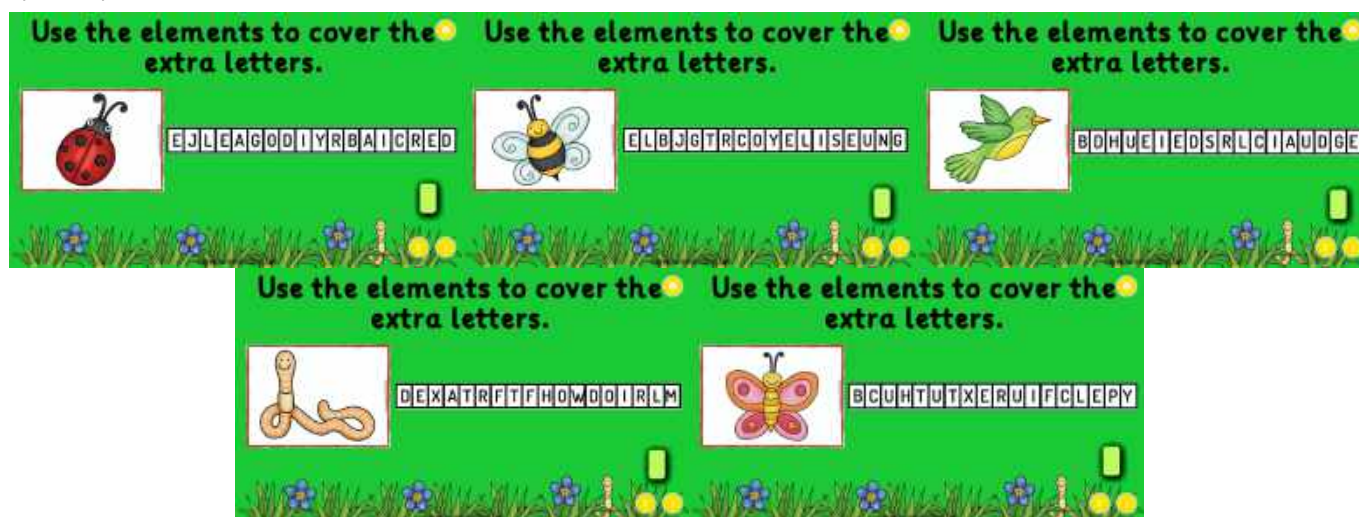 Use the elements to cover the
extra letters.
EJLEAGODIYRBAICRED
Use the elements to cover the
extra letters.
ELBJGTRCOYELISEUNG
Use the elements to cover the
extra letters.
BDHUEIEDSRLCIAUDGE
Use the elements to cover the
extra letters.
DEXATRFTFHOWDOIRLM
Use the elements to cover the
extra letters.
BCUHTUTXERUIFCLEPY